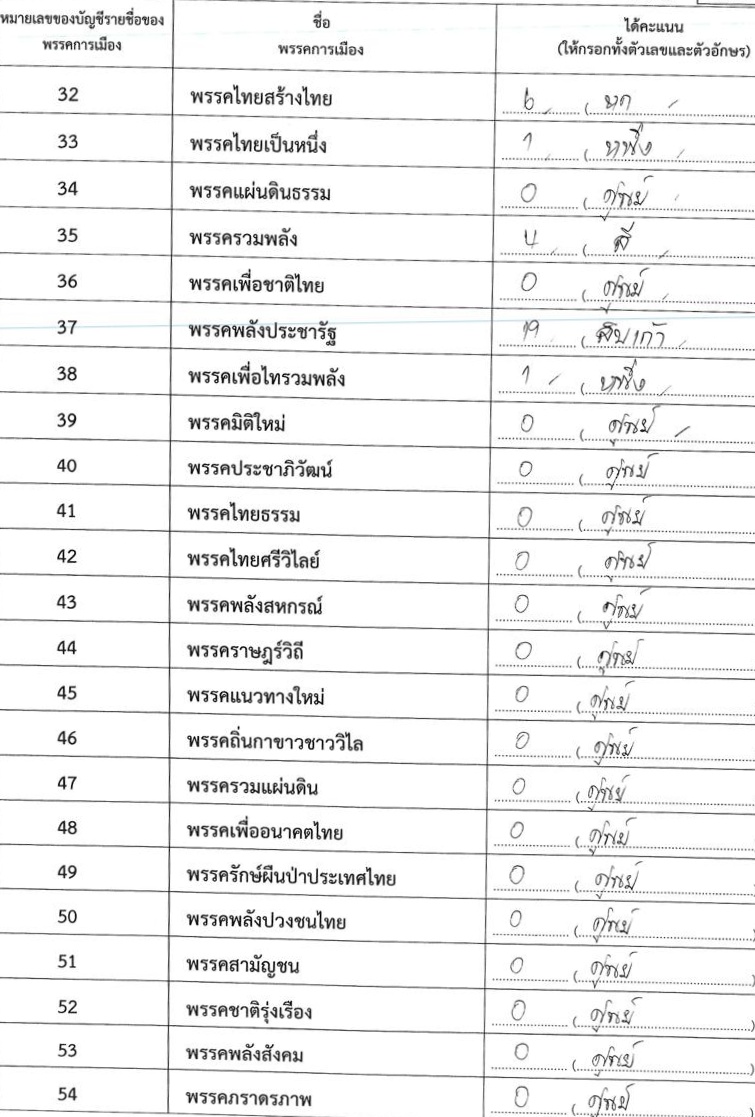 หมายเลขของบัญชีรายชื่อของพรรคการเมือง ชื่อพรรคการเมือง ได้คะแนน (ให้กรอกทั้งตัวเลขและตัวอักษร)
32 พรรคไทยสร้างไทย 6 (หก
33 พรรคไทยเป็นหนึ่ง 1 (หนึ่ง
34 พรรคแผ่นดินธรรม 0 (ศูนย์
35 พรรครวมพลัง 4 (สี่
36 พรรคเพื่อชาติไทย 0 (ศูนย์
37 พรรคพลังประชารัฐ 19 (สิบเก้า
38 พรรคเพื่อไทรวมพลัง 1 (หนึ่ง
39 พรรคมิติใหม่ 0 (ศูนย์
40 พรรคประชาภิวัฒน์ 0 (ศูนย์
41 พรรคไทยธรรม 0 (ศูนย์
42 พรรคไทยศรีวิไลย์ 0 (ศูนย์
43 พรรคพลังสหกรณ์ 0 (ศูนย์
44 พรรคราษฎร์วิถี 0 (ศูนย์
45 พรรคแนวทางใหม่ 0 (ศูนย์
46 พรรคถิ่นกาขาวชาววิไล 0 (ศูนย์
47 พรรครวมแผ่นดิน 0 (ศูนย์
48 พรรคเพื่ออนาคตไทย 0 (ศูนย์
49 พรรครักษ์ผืนป่าประเทศไทย 0 (ศูนย์)
50 พรรคพลังปวงชนไทย 0 (ศูนย์)
51 พรรคสามัญชน 0 (ศูนย์)
52 พรรคชาติรุ่งเรือง 0 (ศูนย์)
53 พรรคพลังสังคม 0 (ศูนย์)
54 พรรคภราดรภาพ 0 (ศูนย์